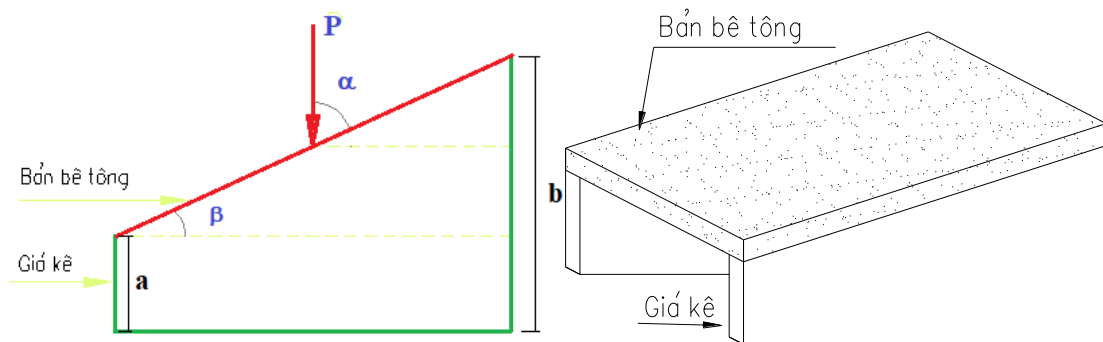 P
α
Bản bê tông
β
Giá kê
a
b
Bản bê tông
Giá kê